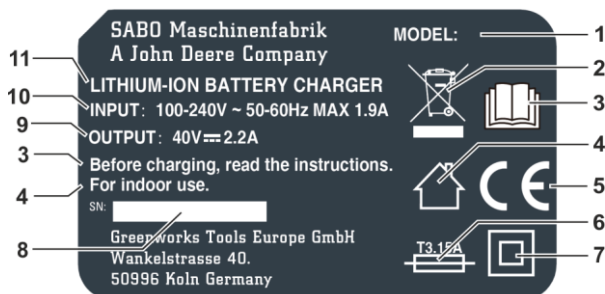 SABO Maschinenfabrik
A John Deere Company
MODEL:
1
2
3
4
5
6
7
11
LITHIUM-ION BATTERY CHARGER
10
INPUT: 100-240V ~ 50-60Hz MAX 1.9A
9
OUTPUT: 40V⎓2.2A
3
Before charging, read the instructions.
4
For indoor use.
SN:
8
Greenworks Tools Europe GmbH
Wankelstrasse 40.
50996 Koln Germany
CE
T3.15A